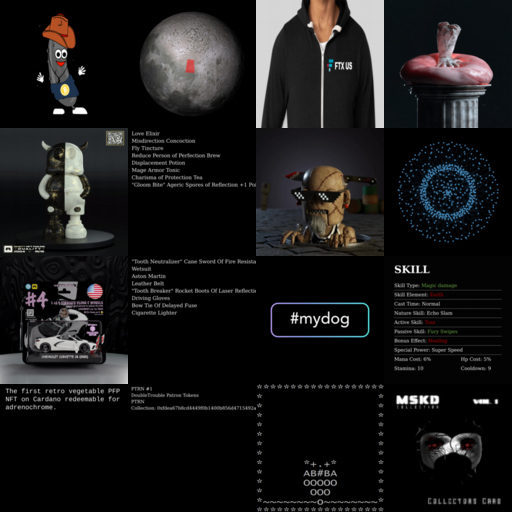 FTX US
Love Elixir
Misdirection Concoction
Fly Tincture
Reduce Person of Perfection Brew
Displacement Potion
Mage Armor Tonic
Charisma of Protection Tea
"Gloom Bite" Ageric Spores of Reflection +1 Po
#4
CHEVROLET CORVETTE
"Tooth Neutralizer" Cane Sword Of Fire Resista
Wetsuit
Aston Martin
Leather Belt
"Tooth Breaker" Rocket Boots Of Laser Reflecti
Driving Gloves
Bow Tie Of Delayed Fuse
Cigarette Lighter
#mydog
SKILL
Skill Type: Magic damage
Skill Element: Earth
Cast Time: Normal
Nature Skill: Echo Slam
Active Skill:
Passive Skill: Fury Swipes
Bonus Effect: Healing
Special Power: Super Speed
Mana Cost: 6% Hp Cost: 5%
Stamina: 10 Cooldown: 9
The first retro vegetable PFP
NFT on Cardano redeemable for
adrenochrome.
PTRN #1
DoubleTrouble Patron Tokens
PTRN
*+.+*
AB#BA
OOOOO
OOO
~~~~~~~~o~~~~~~~~
MSKD VOL. 1
COLLECTION
COLLECTORS CARD